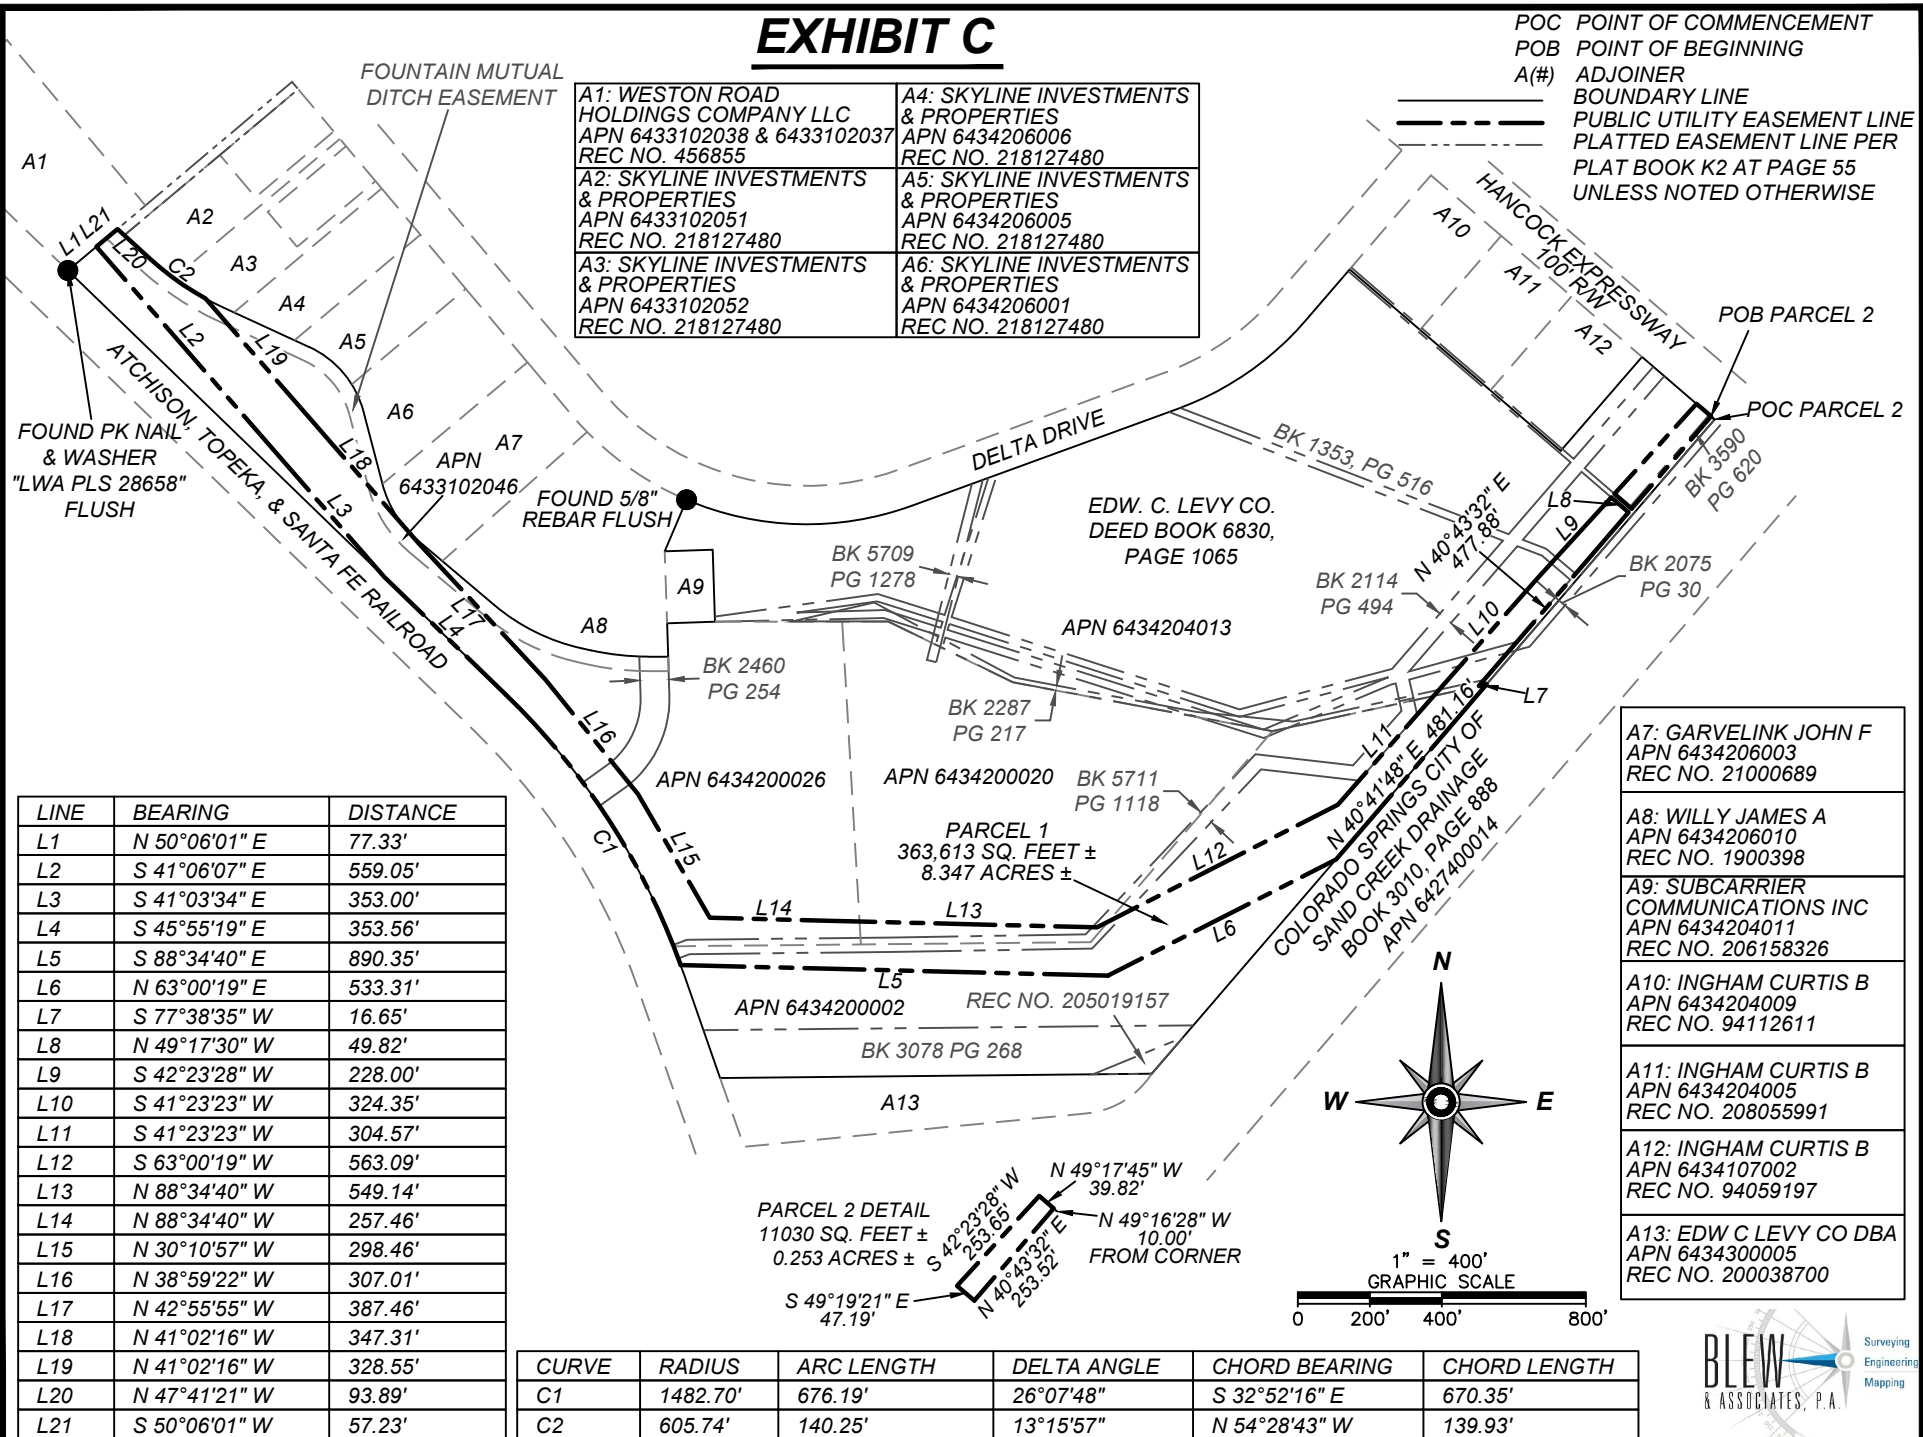 EXHIBIT C
POC POINT OF COMMENCEMENT
POB POINT OF BEGINNING
A(#) ADJOINER
BOUNDARY LINE
PUBLIC UTILITY EASEMENT LINE
PLATTED EASEMENT LINE PER
PLAT BOOK K2 AT PAGE 55
UNLESS NOTED OTHERWISE
FOUNTAIN MUTUAL
DITCH EASEMENT
A1: WESTON ROAD
HOLDINGS COMPANY LLC
APN 6433102038 & 6433102037
REC NO. 456855
A4: SKYLINE INVESTMENTS
& PROPERTIES
APN 6434206006
REC NO. 218127480
A2: SKYLINE INVESTMENTS
& PROPERTIES
APN 6433102051
REC NO. 218127480
A5: SKYLINE INVESTMENTS
& PROPERTIES
APN 6434206005
REC NO. 218127480
A3: SKYLINE INVESTMENTS
& PROPERTIES
APN 6433102052
REC NO. 218127480
A6: SKYLINE INVESTMENTS
& PROPERTIES
APN 6434206001
REC NO. 218127480
A1
A2
A3
A4
A5
A6
A7
A8
A9
A10
A11
A12
A13
HANCOCK EXPRESSWAY
100' R/W
POB PARCEL 2
POC PARCEL 2
L1
L21
L20
C2
L2
L19
L18
L3
L17
L4
L16
C1
L15
L14
L13
L12
L5
L6
L11
L10
L9
L8
L7
FOUND PK NAIL
& WASHER
"LWA PLS 28658"
FLUSH
ATCHISON, TOPEKA, & SANTA FE RAILROAD
APN
6433102046
FOUND 5/8"
REBAR FLUSH
DELTA DRIVE
EDW. C. LEVY CO.
DEED BOOK 6830,
PAGE 1065
BK 1353, PG 516
BK 3590
PG 620
N 40°43'32" E
477.88'
BK 5709
PG 1278
BK 2114
PG 494
BK 2075
PG 30
APN 6434204013
BK 2460
PG 254
BK 2287
PG 217
N 40°41'48" E 481.16'
APN 6434200026
APN 6434200020
BK 5711
PG 1118
PARCEL 1
363,613 SQ. FEET ±
8.347 ACRES ±
COLORADO SPRINGS CITY OF
SAND CREEK DRAINAGE
BOOK 3010, PAGE 888
APN 6427400014
APN 6434200002
REC NO. 205019157
BK 3078 PG 268
N
W
E
S
1" = 400'
GRAPHIC SCALE
0 200' 400' 800'
PARCEL 2 DETAIL
11030 SQ. FEET ±
0.253 ACRES ±
S 42°23'28" W
253.65'
N 49°17'45" W
39.82'
N 49°16'28" W
10.00'
FROM CORNER
N 40°43'32" E
253.52'
S 49°19'21" E
47.19'
A7: GARVELINK JOHN F
APN 6434206003
REC NO. 21000689
A8: WILLY JAMES A
APN 6434206010
REC NO. 1900398
A9: SUBCARRIER
COMMUNICATIONS INC
APN 6434204011
REC NO. 206158326
A10: INGHAM CURTIS B
APN 6434204009
REC NO. 94112611
A11: INGHAM CURTIS B
APN 6434204005
REC NO. 208055991
A12: INGHAM CURTIS B
APN 6434107002
REC NO. 94059197
A13: EDW C LEVY CO DBA
APN 6434300005
REC NO. 200038700
LINE BEARING DISTANCE
L1 N 50°06'01" E 77.33'
L2 S 41°06'07" E 559.05'
L3 S 41°03'34" E 353.00'
L4 S 45°55'19" E 353.56'
L5 S 88°34'40" E 890.35'
L6 N 63°00'19" E 533.31'
L7 S 77°38'35" W 16.65'
L8 N 49°17'30" W 49.82'
L9 S 42°23'28" W 228.00'
L10 S 41°23'23" W 324.35'
L11 S 41°23'23" W 304.57'
L12 S 63°00'19" W 563.09'
L13 N 88°34'40" W 549.14'
L14 N 88°34'40" W 257.46'
L15 N 30°10'57" W 298.46'
L16 N 38°59'22" W 307.01'
L17 N 42°55'55" W 387.46'
L18 N 41°02'16" W 347.31'
L19 N 41°02'16" W 328.55'
L20 N 47°41'21" W 93.89'
L21 S 50°06'01" W 57.23'
CURVE RADIUS ARC LENGTH DELTA ANGLE CHORD BEARING CHORD LENGTH
C1 1482.70' 676.19' 26°07'48" S 32°52'16" E 670.35'
C2 605.74' 140.25' 13°15'57" N 54°28'43" W 139.93'
BLEW
& ASSOCIATES, P.A.
Surveying
Engineering
Mapping